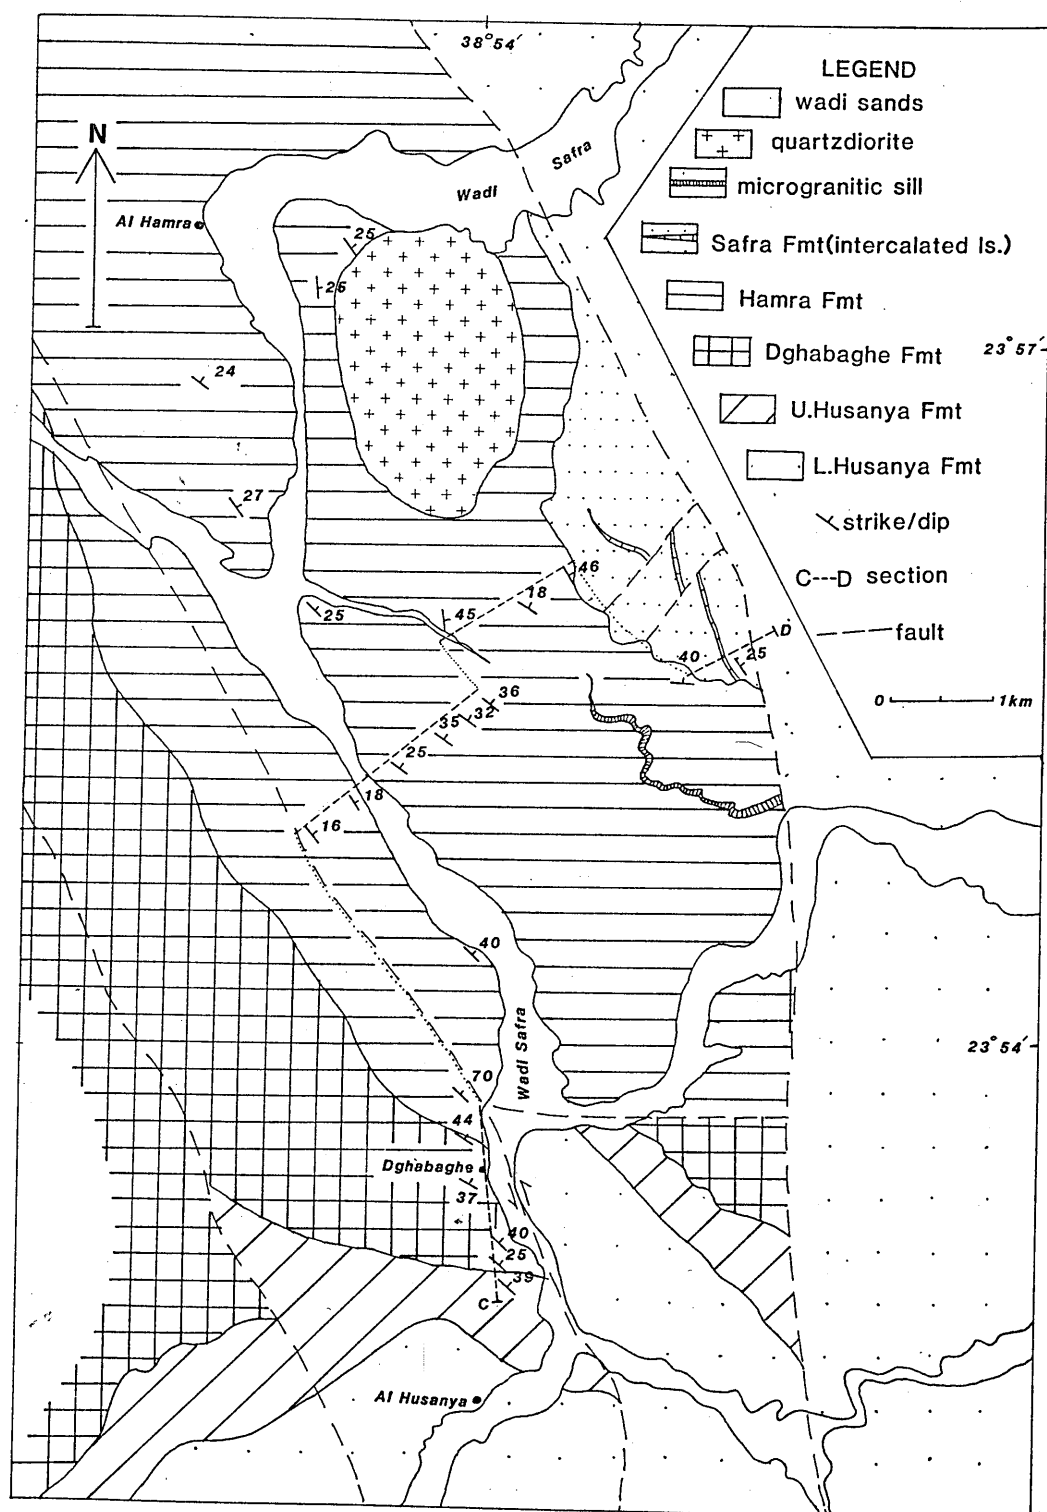 38°54′
LEGEND
wadi sands
quartzdiorite
microgranitic sill
Safra Fmt(intercalated ls.)
Hamra Fmt
Dghabaghe Fmt
U.Husanya Fmt
L.Husanya Fmt
strike/dip
C---D section
fault
0 1km
N
Wadi Safra
Al Hamra
25
26
23°57′
24
27
46
18
25
45
D
40
25
36
32
35
25
18
16
40
Wadi Safra
23°54′
70
44
Dghabaghe
37
40
25
39
C
Al Husanya